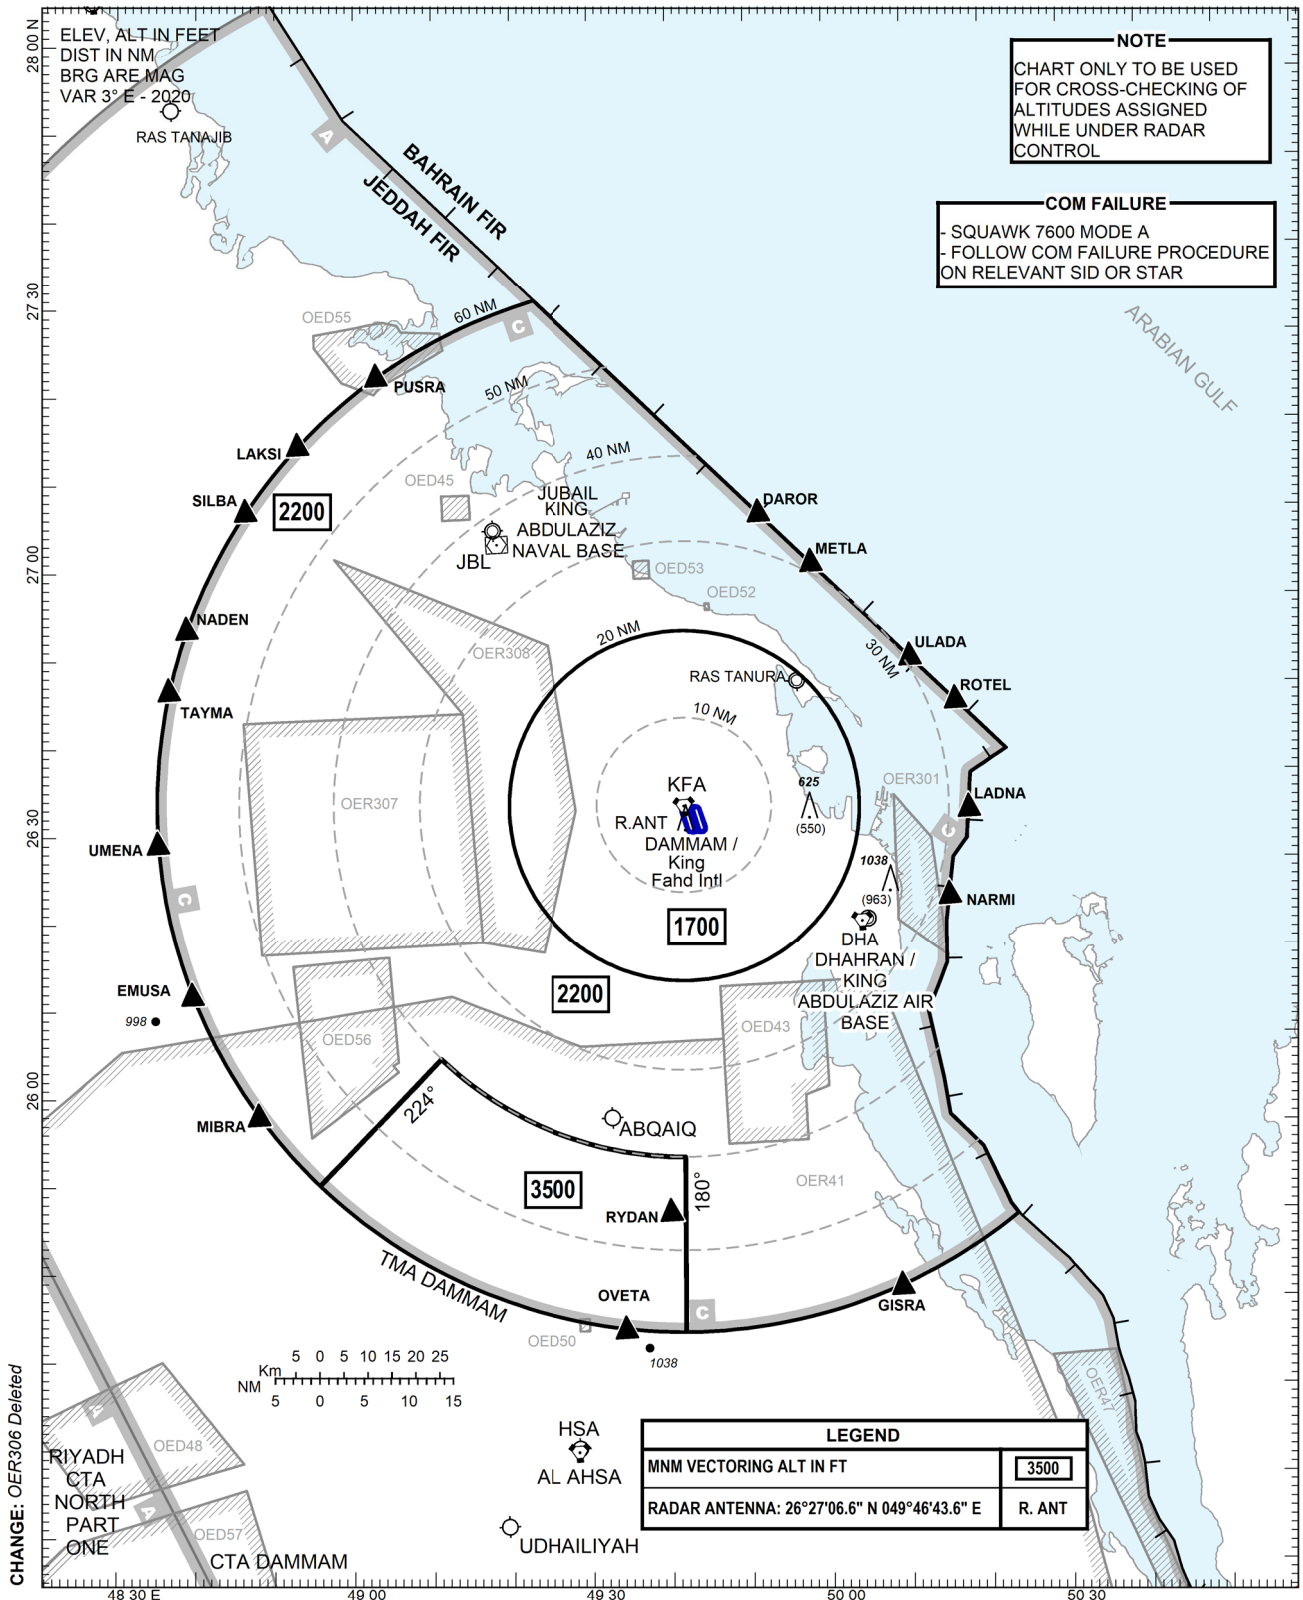 ELEV, ALT IN FEET
DIST IN NM
BRG ARE MAG
VAR 3° E - 2020
RAS TANAJIB
NOTE
CHART ONLY TO BE USED
FOR CROSS-CHECKING OF
ALTITUDES ASSIGNED
WHILE UNDER RADAR
CONTROL
COM FAILURE
- SQUAWK 7600 MODE A
- FOLLOW COM FAILURE PROCEDURE
ON RELEVANT SID OR STAR
28 00 N
27 30
27 00
26 30
26 00
A
BAHRAIN FIR
JEDDAH FIR
ARABIAN GULF
60 NM
C
OED55
PUSRA
50 NM
LAKSI
40 NM
OED45
SILBA
2200
JUBAIL
KING
ABDULAZIZ
NAVAL BASE
JBL
DAROR
METLA
OED53
OED52
NADEN
20 NM
OER308
ULADA
30 NM
RAS TANURA
ROTEL
TAYMA
10 NM
KFA
625
(550)
OER301
LADNA
OER307
R.ANT
DAMMAM /
King
Fahd Intl
C
UMENA
1038
(963)
C
NARMI
1700
DHA
DHAHRAN /
KING
ABDULAZIZ AIR
BASE
EMUSA
998
2200
OED43
OED56
224°
MIBRA
ABQAIQ
3500
180°
OER41
RYDAN
TMA DAMMAM
OVETA
C
GISRA
OED50
1038
Km
5 0 5 10 15 20 25
NM
5 0 5 10 15
OER47
HSA
AL AHSA
UDHAILIYAH
LEGEND
MNM VECTORING ALT IN FT
3500
RADAR ANTENNA: 26°27'06.6" N 049°46'43.6" E
R. ANT
A
OED48
RIYADH
CTA
NORTH
PART
ONE
A
OED57
CTA DAMMAM
CHANGE: OER306 Deleted
48 30 E
49 00
49 30
50 00
50 30